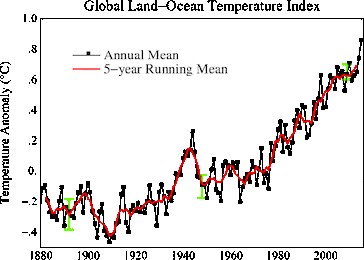 Global Land−Ocean Temperature Index
1.0
.8
.6
.4
.2
0.
−.2
−.4
Temperature Anomaly (°C)
Annual Mean
5−year Running Mean
1880 1900 1920 1940 1960 1980 2000